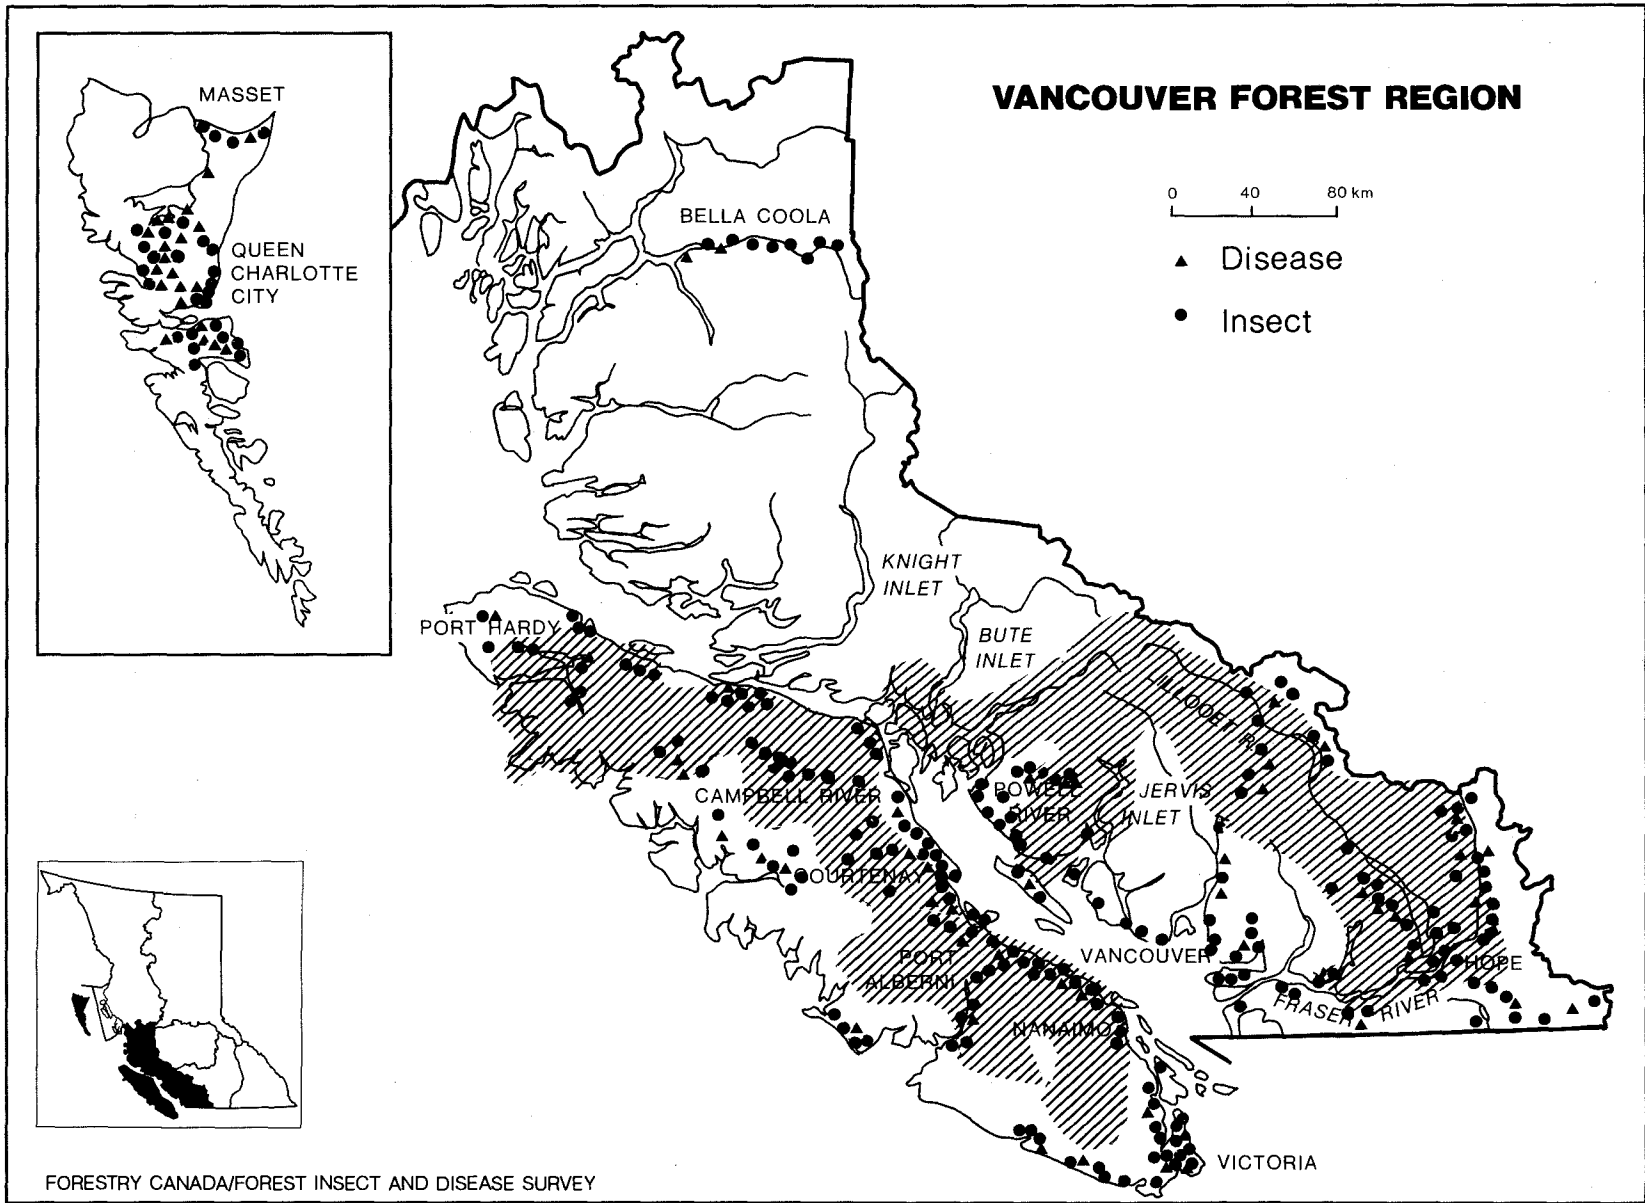 VANCOUVER FOREST REGION
0 40 80 km
Disease
Insect
MASSET
QUEEN
CHARLOTTE
CITY
BELLA COOLA
KNIGHT
INLET
BUTE
INLET
PORT HARDY
LILLOOET R.
CAMPBELL RIVER
POWELL
RIVER
JERVIS
INLET
COURTENAY
PORT
ALBERNI
VANCOUVER
HOPE
FRASER RIVER
NANAIMO
VICTORIA
FORESTRY CANADA/FOREST INSECT AND DISEASE SURVEY